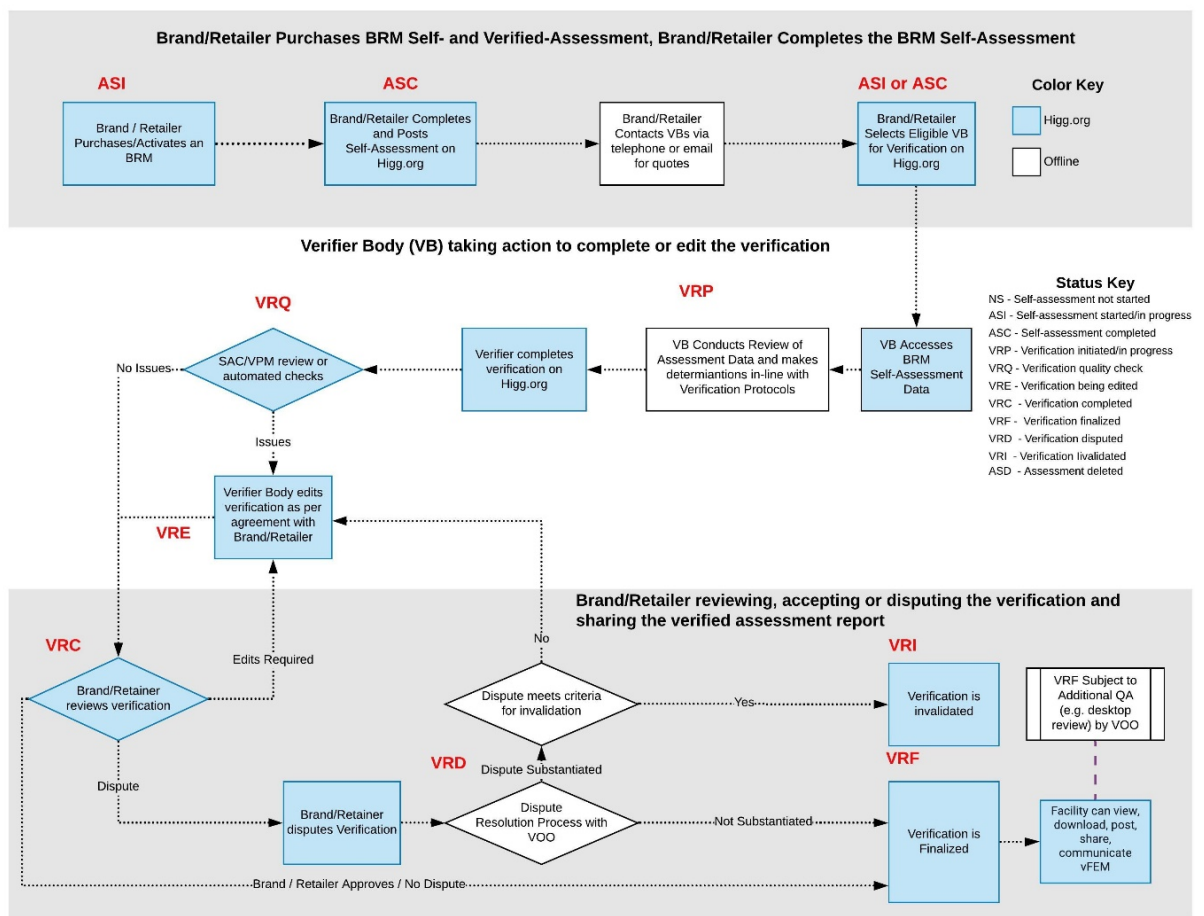 Brand/Retailer Purchases BRM Self- and Verified-Assessment, Brand/Retailer Completes the BRM Self-Assessment
ASI
ASC
ASI or ASC
Color Key
Brand / Retailer
Purchases/Activates an
BRM
Brand/Retailer Completes
and Posts
Self-Assessment on
Higg.org
Brand/Retailer
Contacts VBs via
telephone or email
for quotes
Brand/Retailer
Selects Eligible VB
for Verification on
Higg.org
Higg.org
Offline
Verifier Body (VB) taking action to complete or edit the verification
VRQ
VRP
SAC/VPM review or
automated checks
Verifier completes
verification on
Higg.org
VB Conducts Review of
Assessment Data and makes
determiantions in-line with
Verification Protocols
VB Accesses
BRM
Self-Assessment
Data
Status Key
NS - Self-assessment not started
ASI - Self-assessment started/in progress
ASC - Self-assessment completed
VRP - Verification initiated/in progress
VRQ - Verification quality check
VRE - Verification being edited
VRC - Verification completed
VRF - Verification finalized
VRD - Verification disputed
VRI - Verification Iivalidated
ASD - Assessment deleted
No Issues
Issues
Verifier Body edits
verification as per
agreement with
Brand/Retailer
VRE
Brand/Retailer reviewing, accepting or disputing the verification and
sharing the verified assessment report
VRC
Brand/Retainer
reviews verification
Edits Required
No
Dispute meets criteria
for invalidation
Yes
VRI
Verification is
invalidated
VRF Subject to
Additional QA
(e.g. desktop
review) by VOO
Dispute
VRD
Dispute Substantiated
Brand/Retainer
disputes Verification
Dispute
Resolution Process with
VOO
Not Substantiated
VRF
Verification is
Finalized
Facility can view,
download, post,
share,
communicate
vFEM
Brand / Retailer Approves / No Dispute